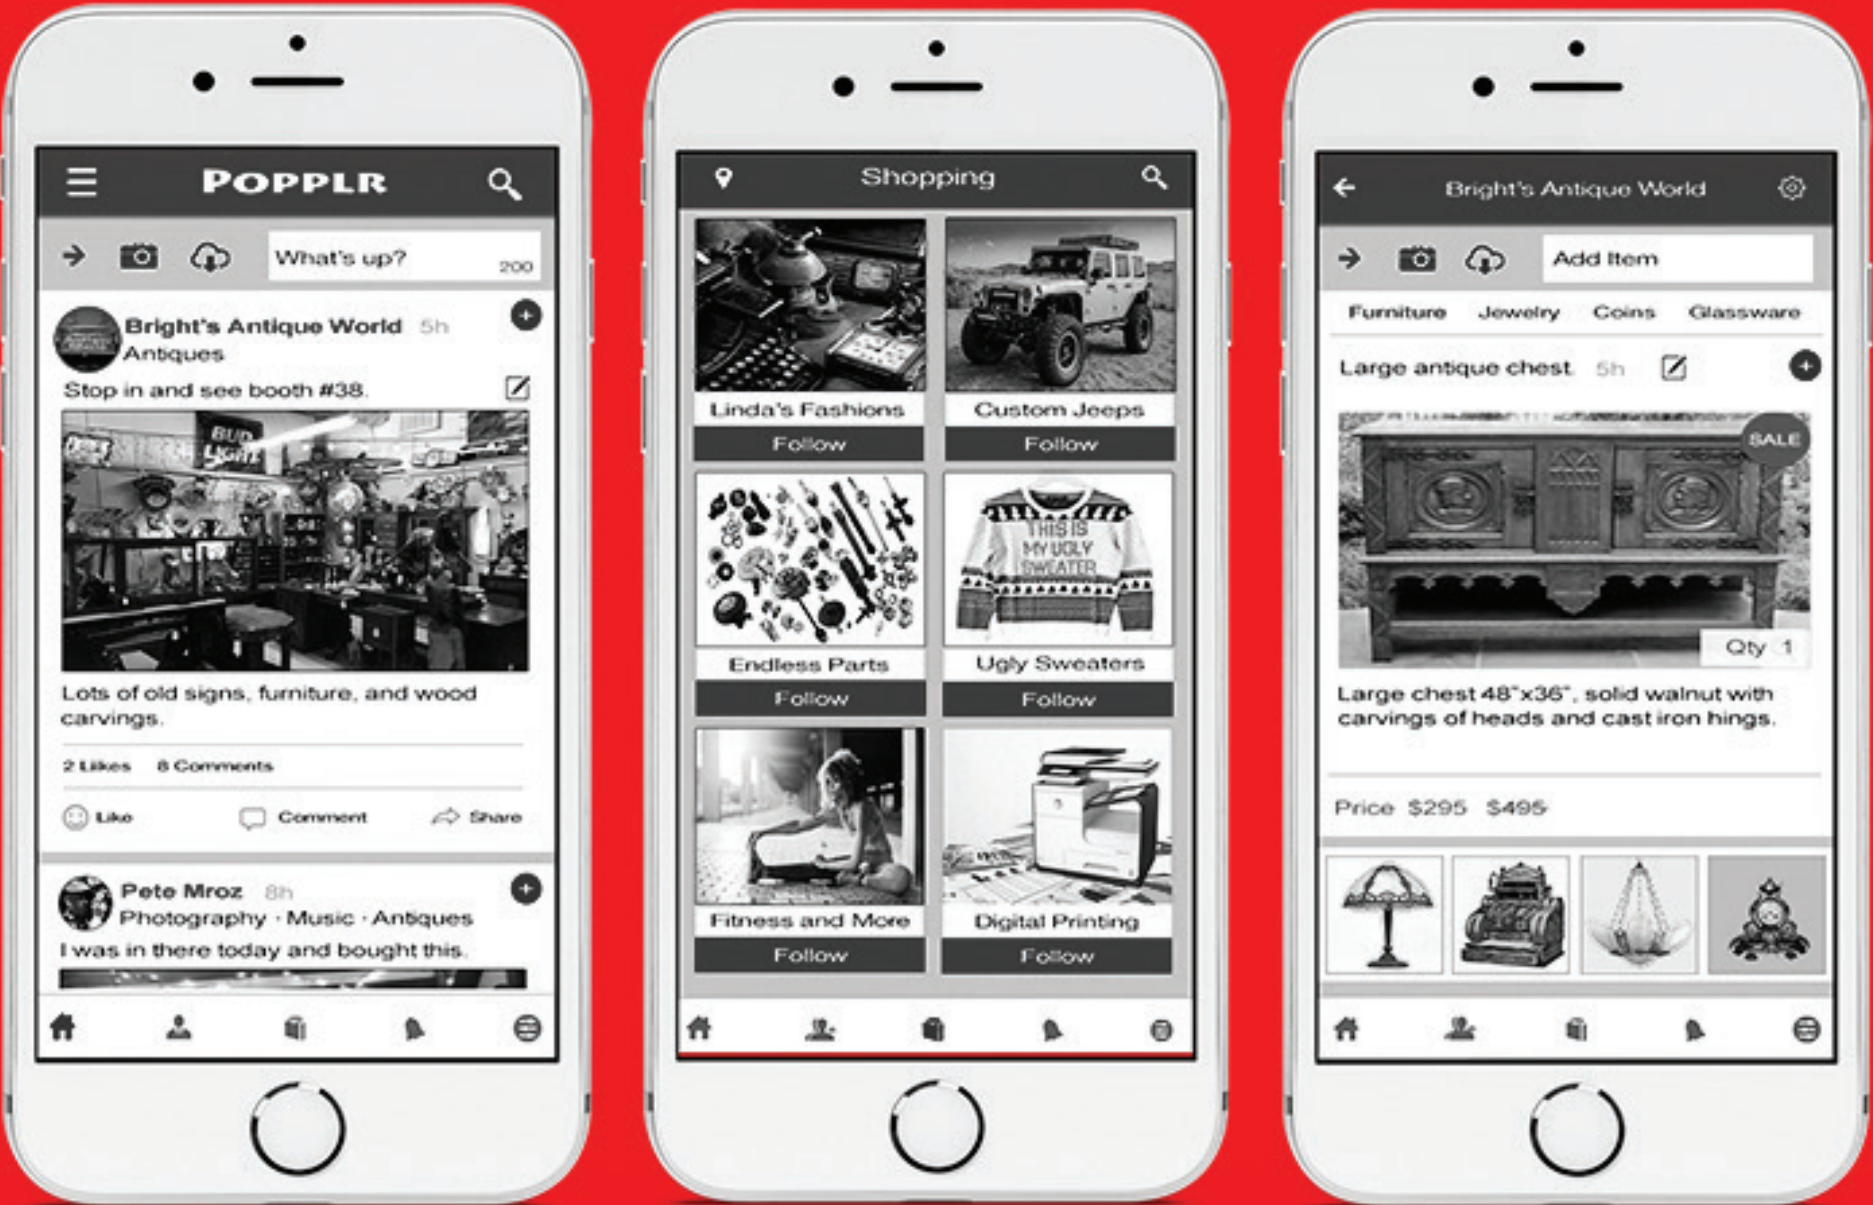 POPPLR
What's up?
200
Bright's Antique World 5h
Antiques
Stop in and see booth #38.
BUD
LIGHT
Lots of old signs, furniture, and wood
carvings.
2 Likes 8 Comments
Like Comment Share
Pete Mroz 8h
Photography · Music · Antiques
I was in there today and bought this.
Shopping
Linda's Fashions
Follow
Custom Jeeps
Follow
Endless Parts
Follow
THIS IS
MY UGLY
SWEATER
Ugly Sweaters
Follow
Fitness and More
Follow
Digital Printing
Follow
Bright's Antique World
Add Item
Furniture Jewelry Coins Glassware
Large antique chest. 5h
SALE
Qty 1
Large chest 48"x36", solid walnut with
carvings of heads and cast iron hings.
Price $295 $495